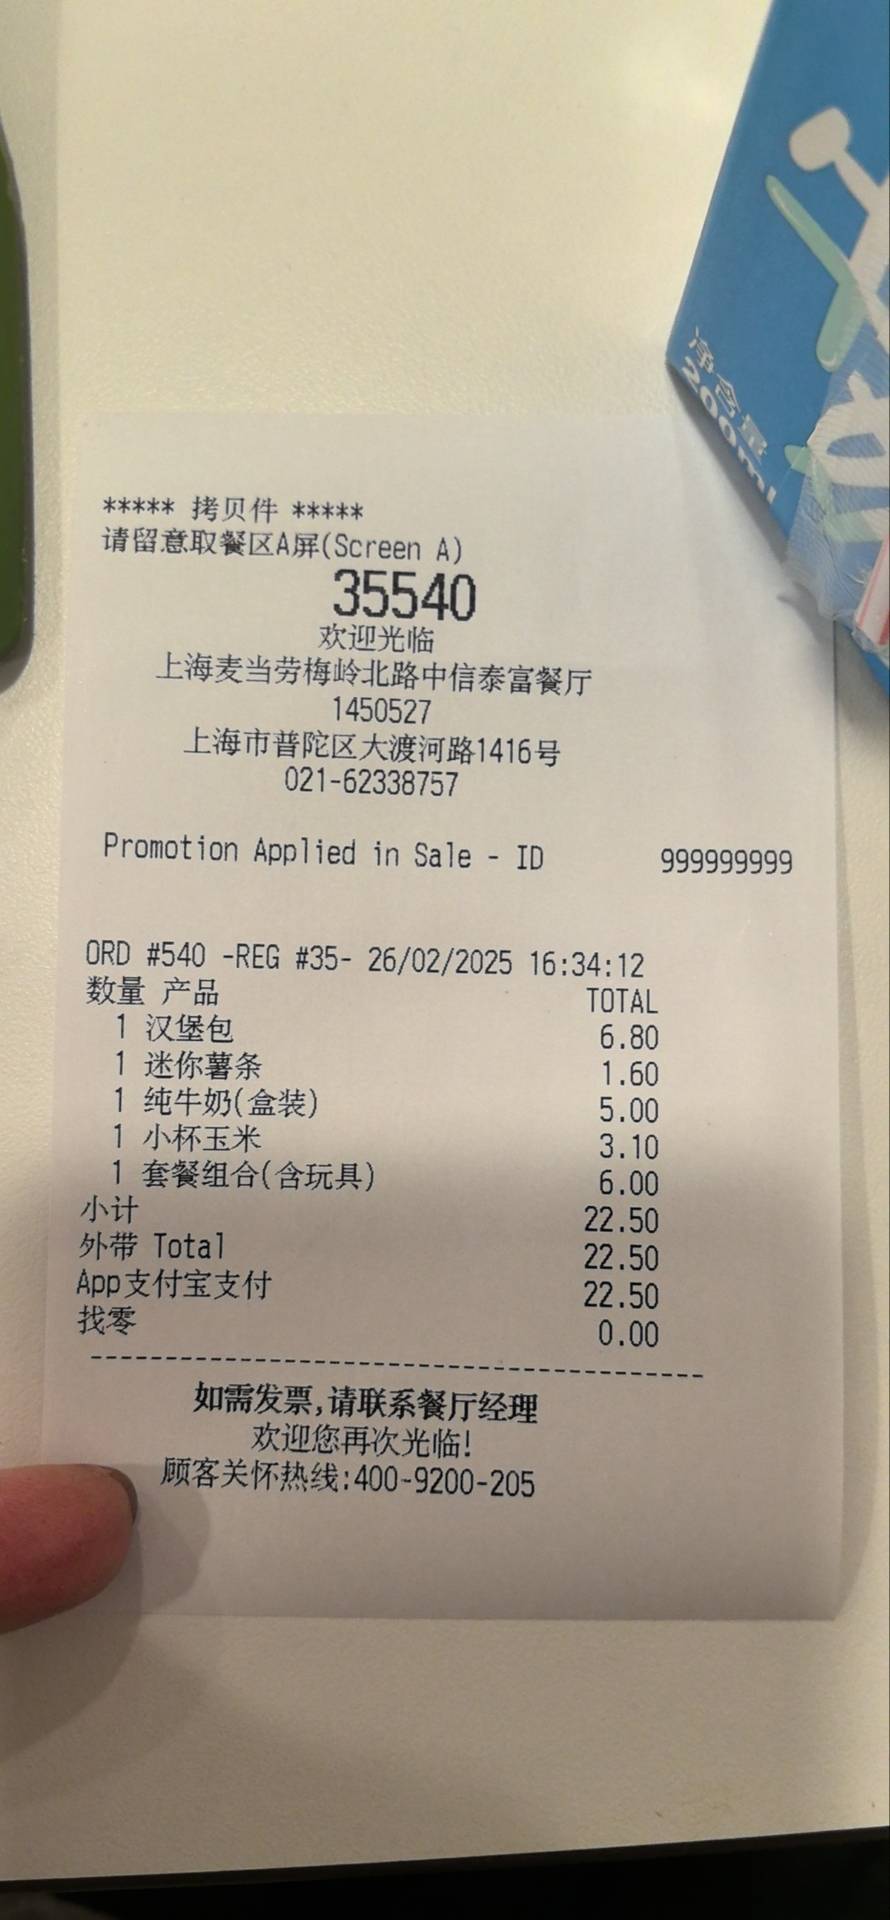 净含量
200ml
***** 拷贝件 *****
请留意取餐区A屏(Screen A)
35540
欢迎光临
上海麦当劳梅岭北路中信泰富餐厅
1450527
上海市普陀区大渡河路1416号
021-62338757
Promotion Applied in Sale - ID 999999999
ORD #540 -REG #35- 26/02/2025 16:34:12
数量 产品 TOTAL
1 汉堡包 6.80
1 迷你薯条 1.60
1 纯牛奶(盒装) 5.00
1 小杯玉米 3.10
1 套餐组合(含玩具) 6.00
小计 22.50
外带 Total 22.50
App支付宝支付 22.50
找零 0.00
--------------------------------------------
如需发票,请联系餐厅经理
欢迎您再次光临!
顾客关怀热线:400-9200-205